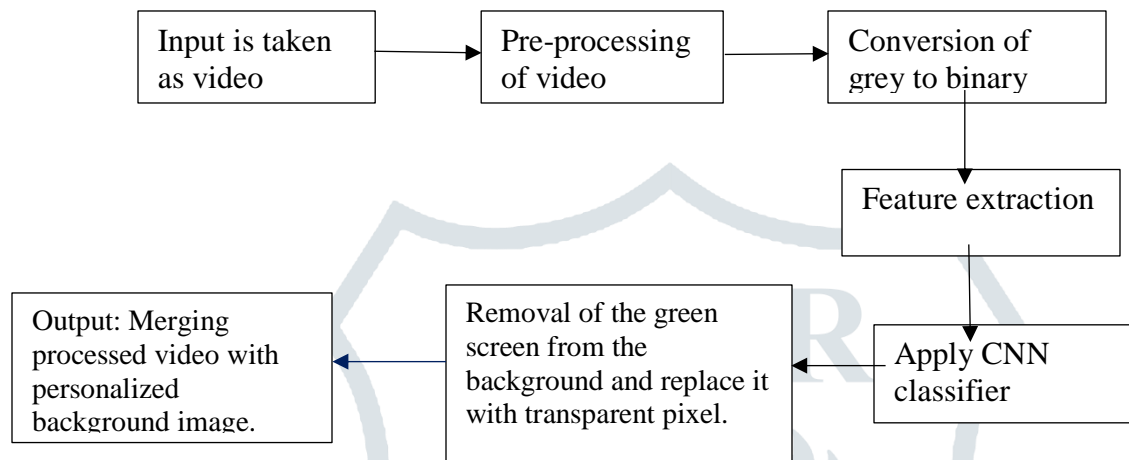 Input is taken
as video
Pre-processing
of video
Conversion of
grey to binary
Feature extraction
Apply CNN
classifier
Removal of the green
screen from the
background and replace it
with transparent pixel.
Output: Merging
processed video with
personalized
background image.